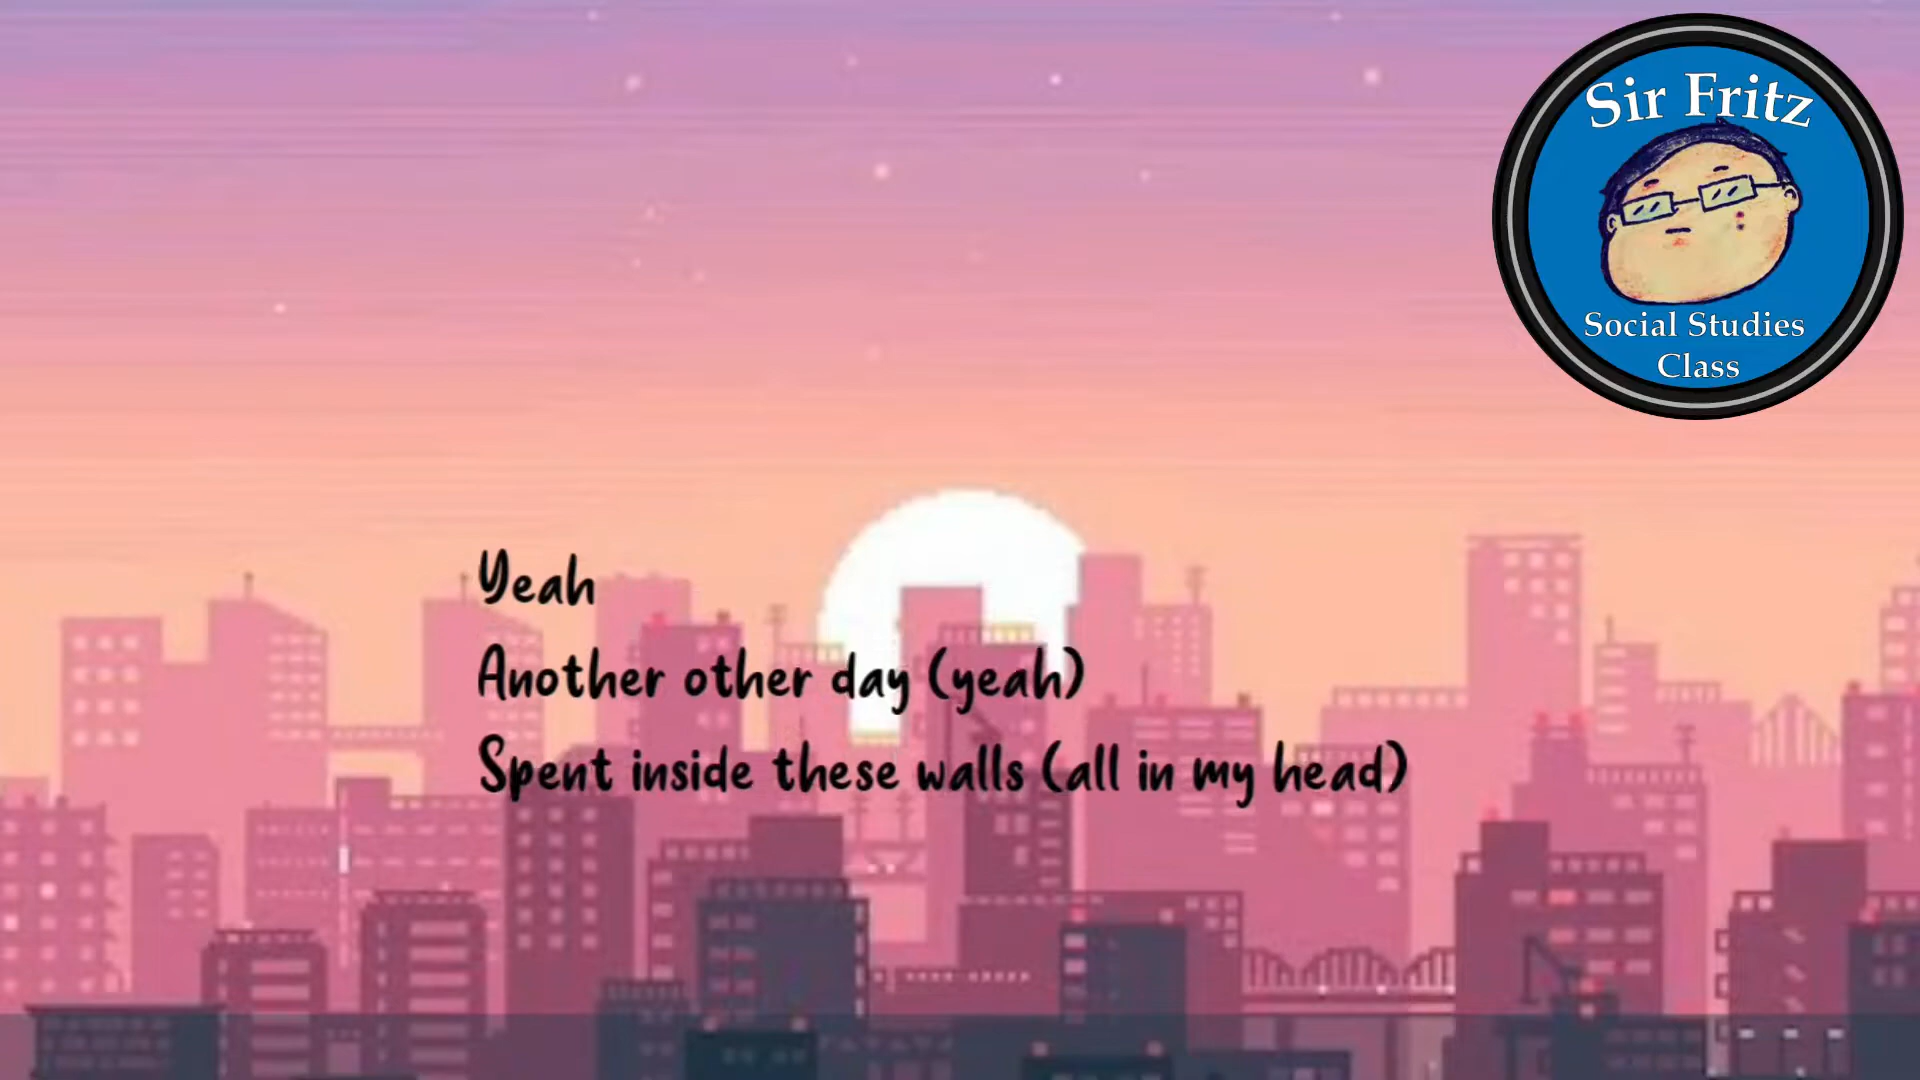 Sir Fritz
Social Studies
Class
Yeah
Another other day (yeah)
Spent inside these walls (all in my head)